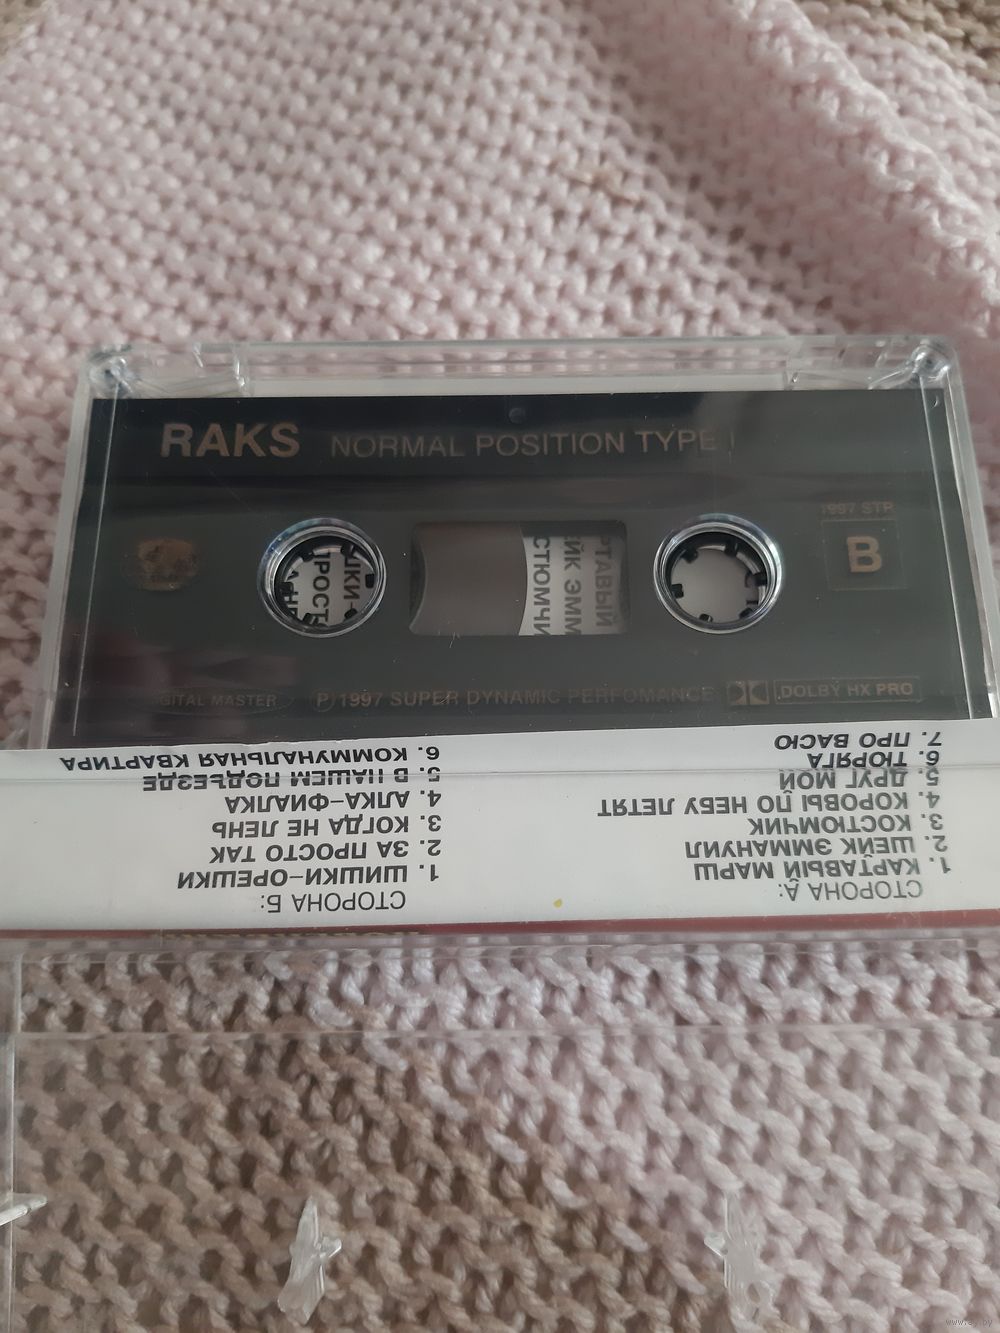 RAKS NORMAL POSITION TYPE I
1997 STP
B
DIGITAL MASTER
P 1997 SUPER DYNAMIC PERFOMANCE
DOLBY HX PRO
СТОРОНА А:
1. КАРТАВЫЙ МАРШ
2. ШЕЙК ЭММАНУИЛ
3. КОСТЮМЧИК
4. КОРОВЫ ПО НЕБУ ЛЕТЯТ
5. ДРУГ МОЙ
6. ТЮРЯГА
7. ПРО ВАСЮ
СТОРОНА Б:
1. ШИШКИ-ОРЕШКИ
2. ЗА ПРОСТО ТАК
3. КОГДА НЕ ЛЕНЬ
4. АЛКА-ФИАЛКА
5. В НАШЕМ ПОДЪЕЗДЕ
6. КОММУНАЛЬНАЯ КВАРТИРА